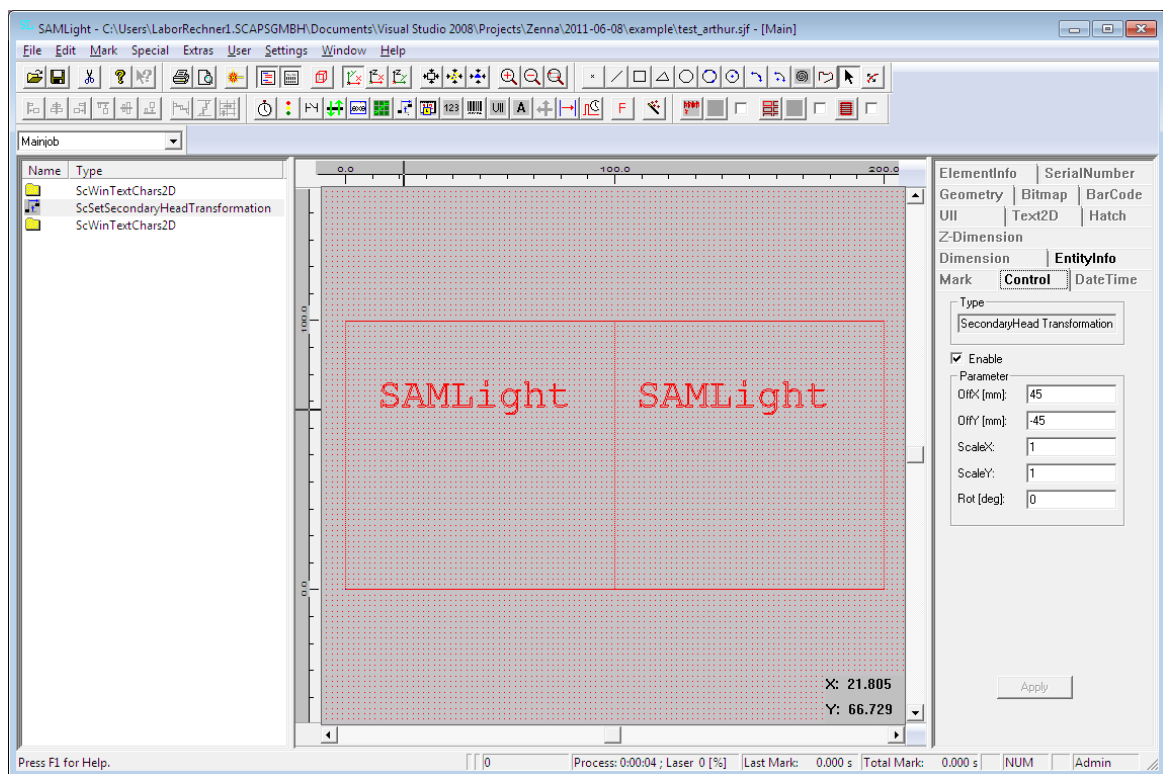 SAMLight - C:\Users\LaborRechner1.SCAPSGMBH\Documents\Visual Studio 2008\Projects\Zenna\2011-06-08\example\test_arthur.sjf - [Main]
File Edit Mark Special Extras User Settings Window Help
123 UII A F
Mainjob
Name Type
ScWinTextChars2D
ScSetSecondaryHeadTransformation
ScWinTextChars2D
0.0 100.0 200.0
100.0
0.0
SAMLight SAMLight
X: 21.805
Y: 66.729
ElementInfo SerialNumber
Geometry Bitmap BarCode
UII Text2D Hatch
Z-Dimension
Dimension EntityInfo
Mark Control DateTime
Type
SecondaryHead Transformation
Enable
Parameter
OffX [mm]: 45
OffY [mm]: -45
ScaleX: 1
ScaleY: 1
Rot [deg]: 0
Apply
Press F1 for Help. 0 Process: 0:00:04 ; Laser 0 [%] Last Mark: 0.000 s Total Mark: 0.000 s NUM Admin